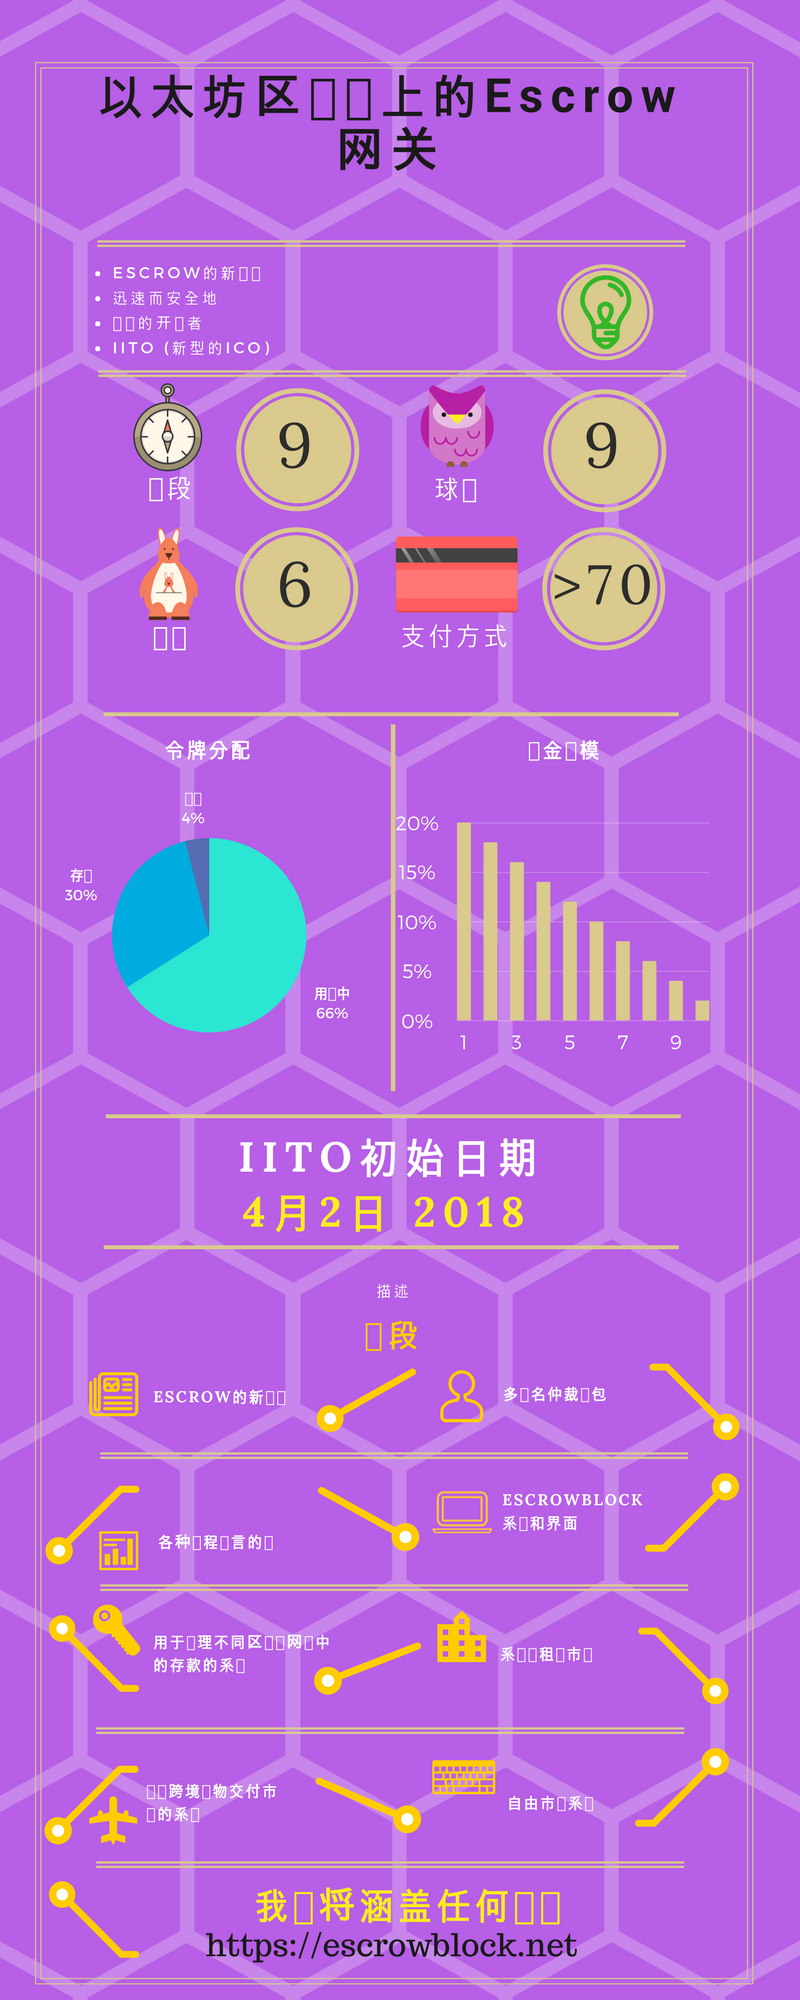 以太坊区□□上的Escrow
网关
ESCROW的新□□
迅速而安全地
□□的开□者
IITO (新型的ICO)
9
9
□段
球□
6
>70
□□
支付方式
令牌分配
□金□模
□□
4%
存□
30%
用□中
66%
20%
15%
10%
5%
0%
1 3 5 7 9
IITO初始日期
4月2日 2018
描述
□段
ESCROW的新□□
多□名仲裁□包
ESCROWBLOCK
系□和界面
各种□程□言的□
用于□理不同区□□网□中
的存款的系□
系□□租□市□
□□跨境□物交付市
□的系□
自由市□系□
我□将涵盖任何□□
https://escrowblock.net